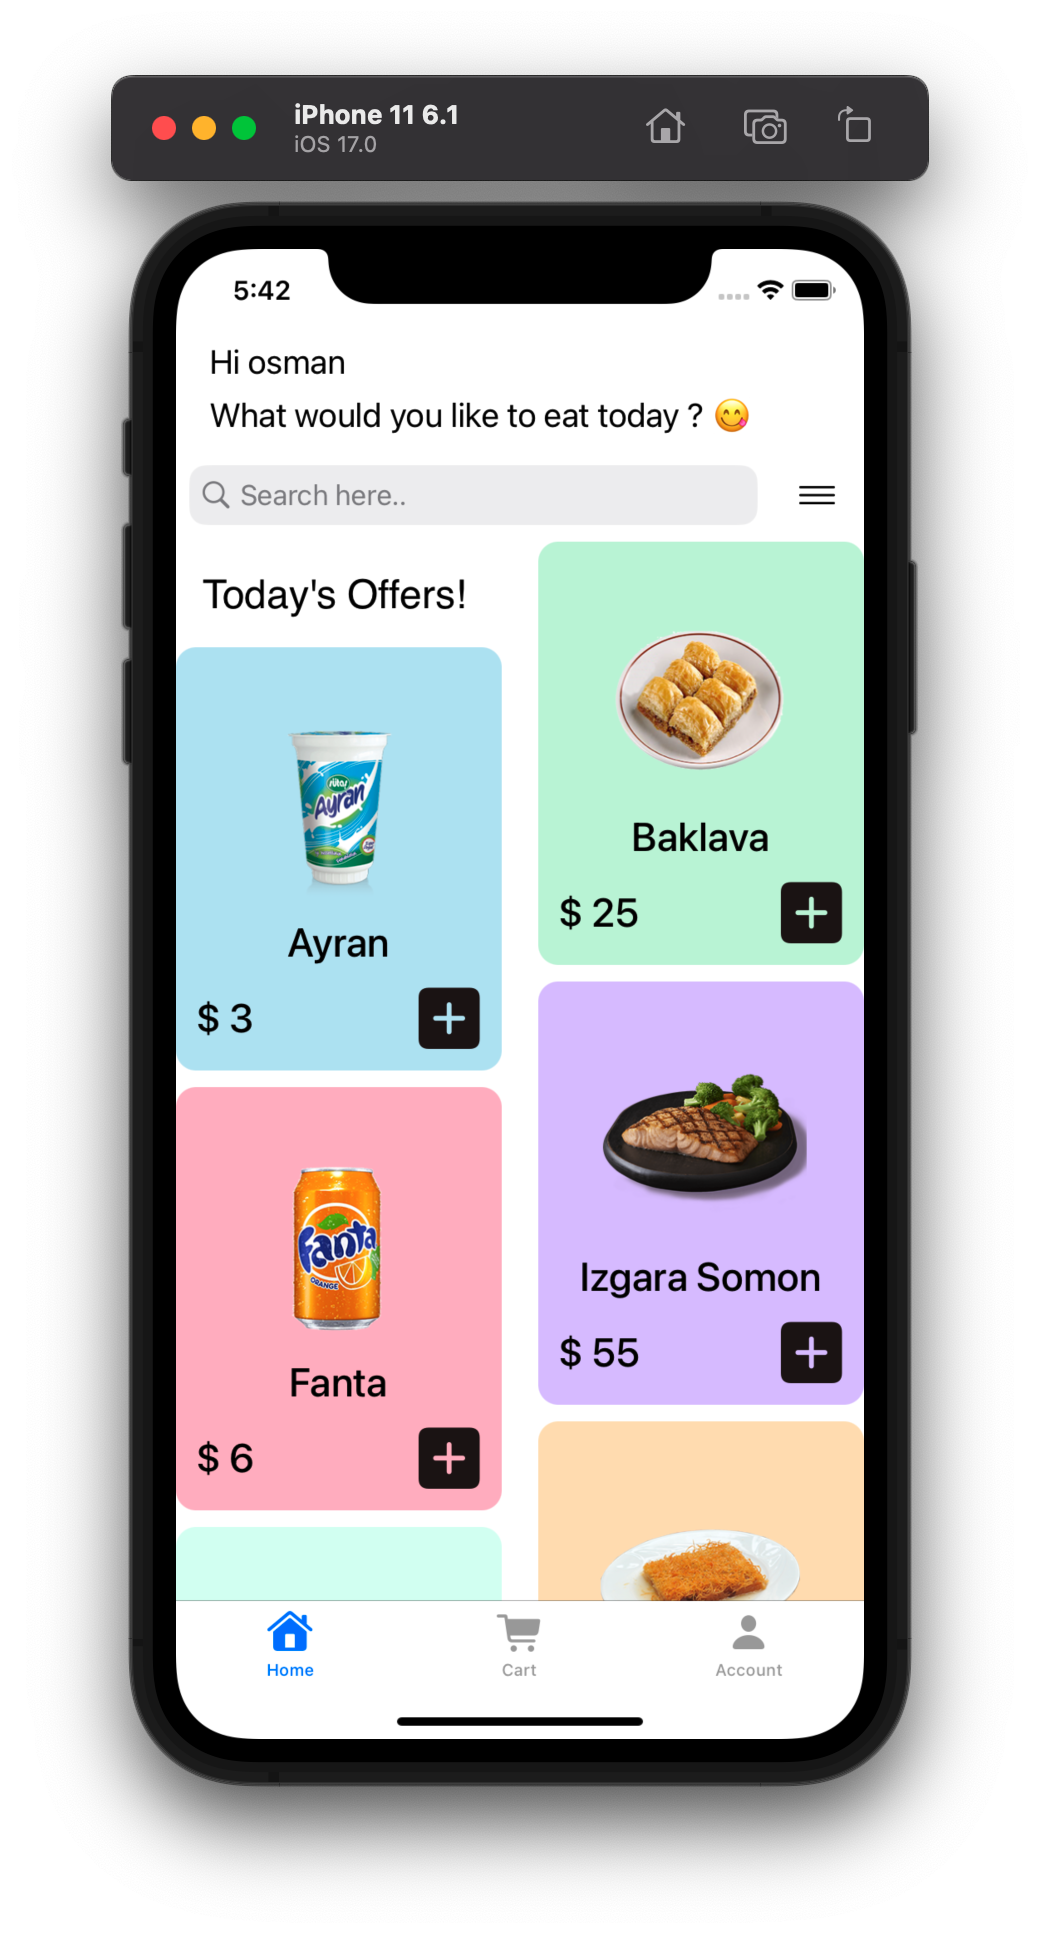 iPhone 11 6.1
iOS 17.0
5:42
Hi osman
What would you like to eat today ? 😋
Search here..
Today's Offers!
Baklava
$ 25
sütaş
Ayran
Ayran
$ 3
Izgara Somon
$ 55
Fanta
ORANGE
Fanta
$ 6
Home
Cart
Account